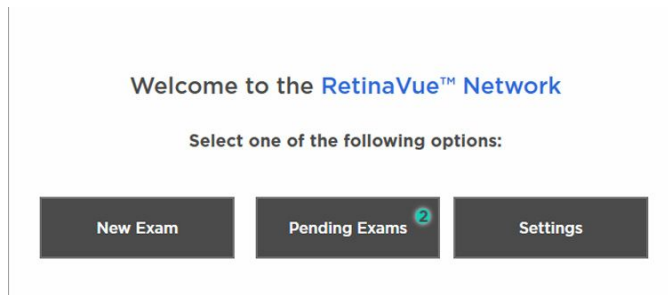 Welcome to the RetinaVue™ Network
Select one of the following options:
New Exam
Pending Exams 2
Settings